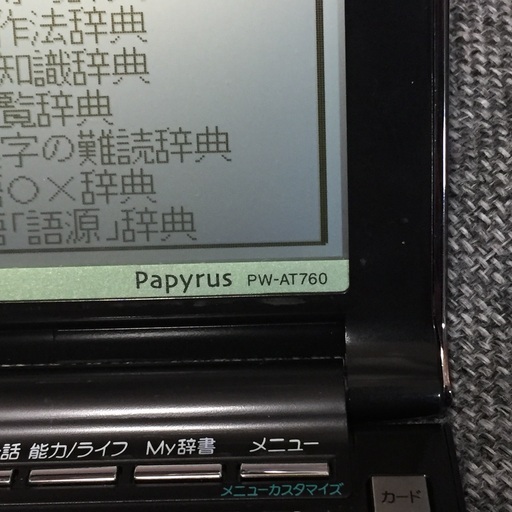 作法辞典
知識辞典
覧辞典
字の難読辞典
○×辞典
「語源」辞典
Papyrus PW-AT760
話 能力/ライフ My辞書 メニュー
メニューカスタマイズ
カード